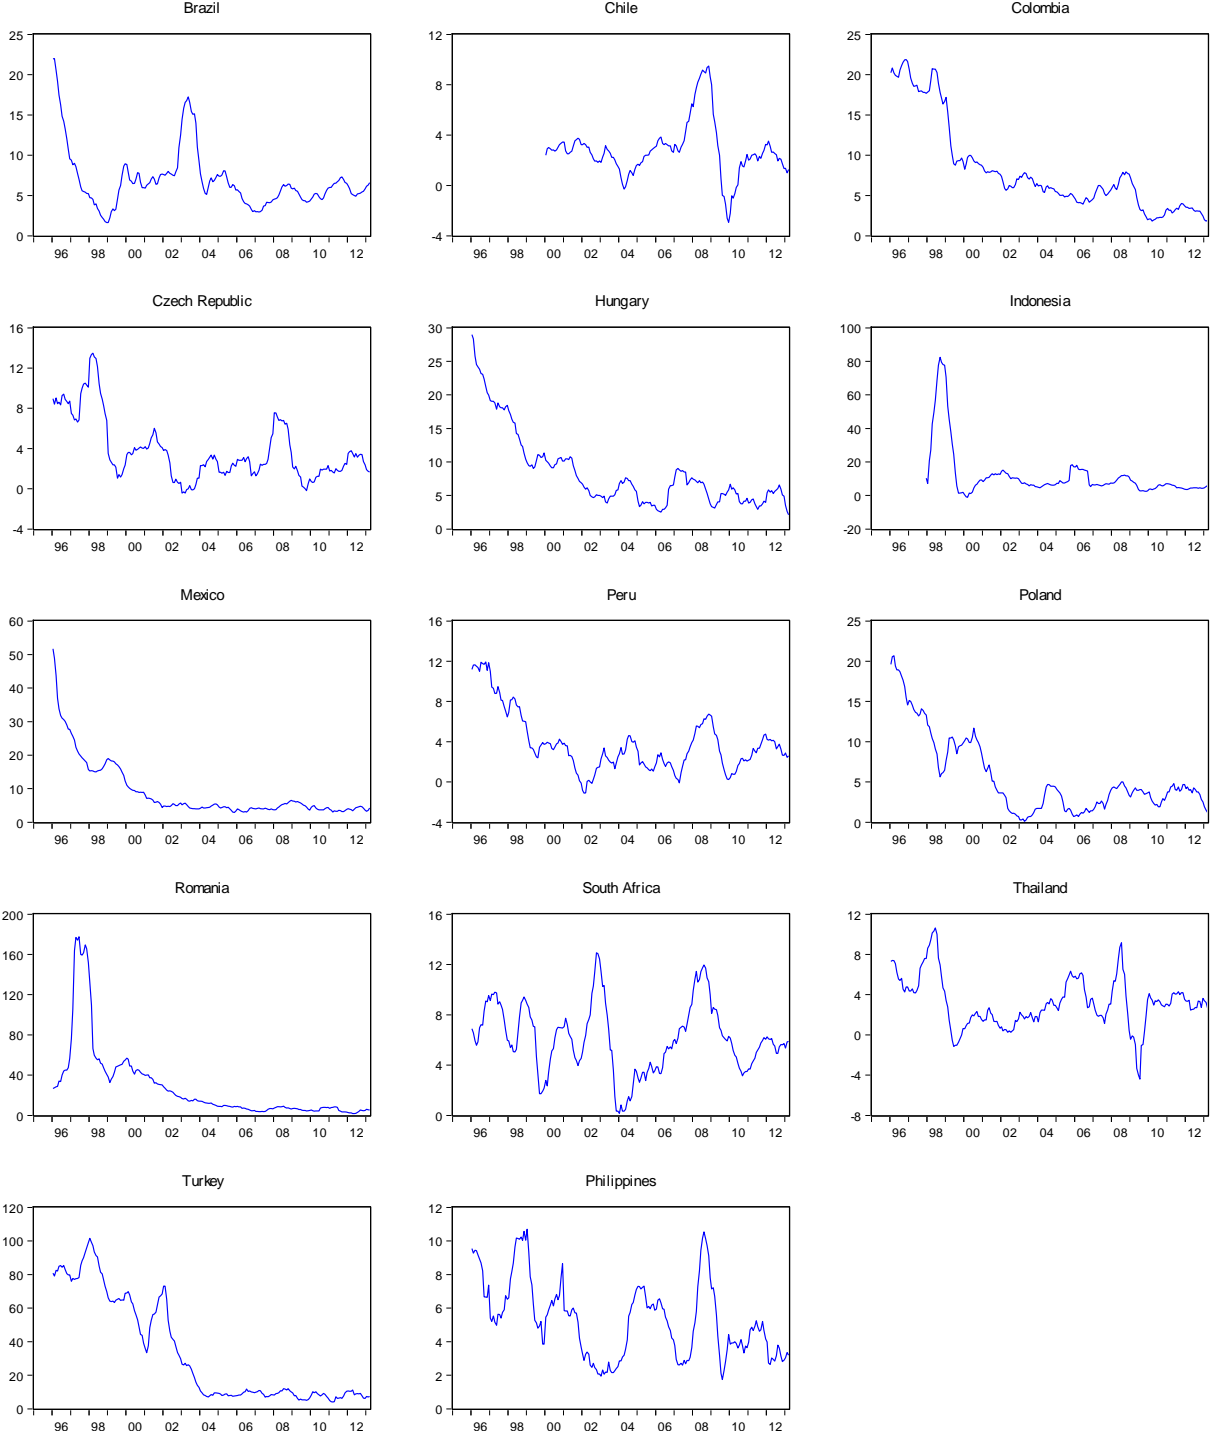 Brazil Chile Colombia
25 12 25
20 8 20
15 4 15
10 0 10
5 5
0 -4 0
96 98 00 02 04 06 08 10 12 96 98 00 02 04 06 08 10 12 96 98 00 02 04 06 08 10 12
Czech Republic Hungary Indonesia
16 30 100
12 25 80
8 20 60
4 15 40
0 10 20
5 0
-4 0 -20
96 98 00 02 04 06 08 10 12 96 98 00 02 04 06 08 10 12 96 98 00 02 04 06 08 10 12
Mexico Peru Poland
60 16 25
50 12 20
40 8 15
30 4 10
20 0 5
10
0 -4 0
96 98 00 02 04 06 08 10 12 96 98 00 02 04 06 08 10 12 96 98 00 02 04 06 08 10 12
Romania South Africa Thailand
200 16 12
160 12 8
120 8 4
80 4 0
40 -4
0 0 -8
96 98 00 02 04 06 08 10 12 96 98 00 02 04 06 08 10 12 96 98 00 02 04 06 08 10 12
Turkey Philippines
120 12
100 10
80 8
60 6
40 4
20 2
0 0
96 98 00 02 04 06 08 10 12 96 98 00 02 04 06 08 10 12